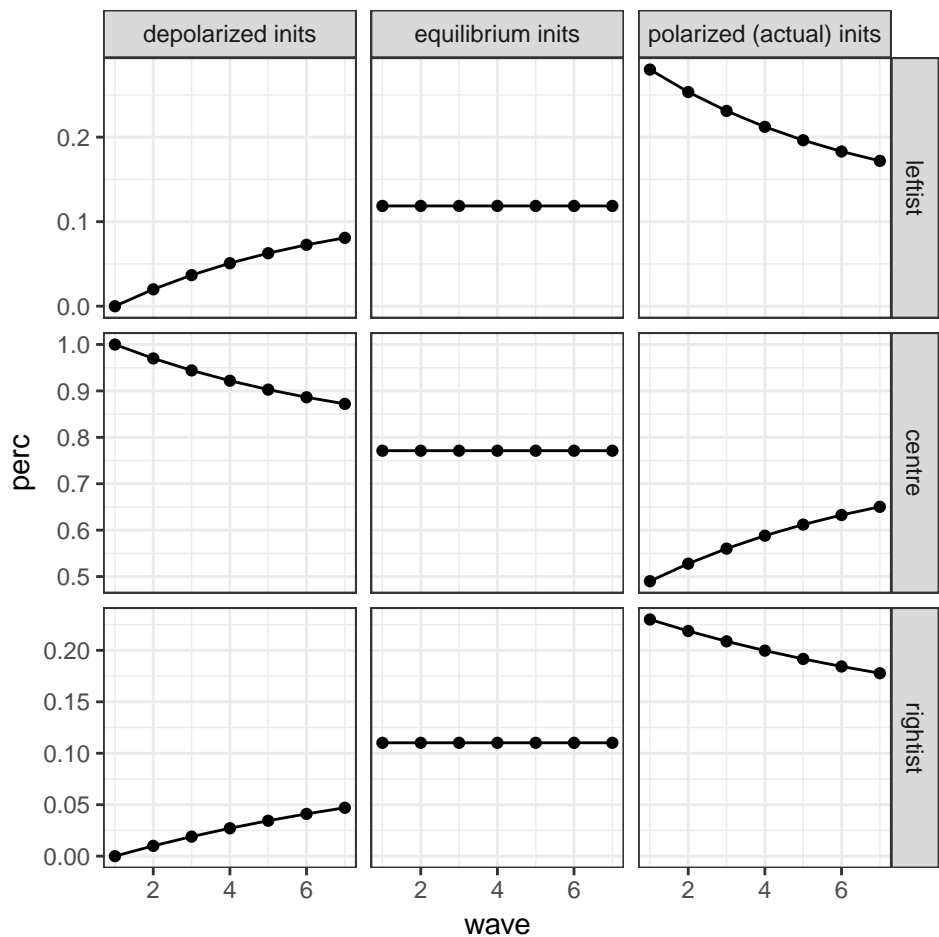 depolarized inits
equilibrium inits
polarized (actual) inits
0.2
0.1
0.0
leftist
1.0
0.9
0.8
0.7
0.6
0.5
centre
perc
0.20
0.15
0.10
0.05
0.00
rightist
2 4 6
2 4 6
2 4 6
wave